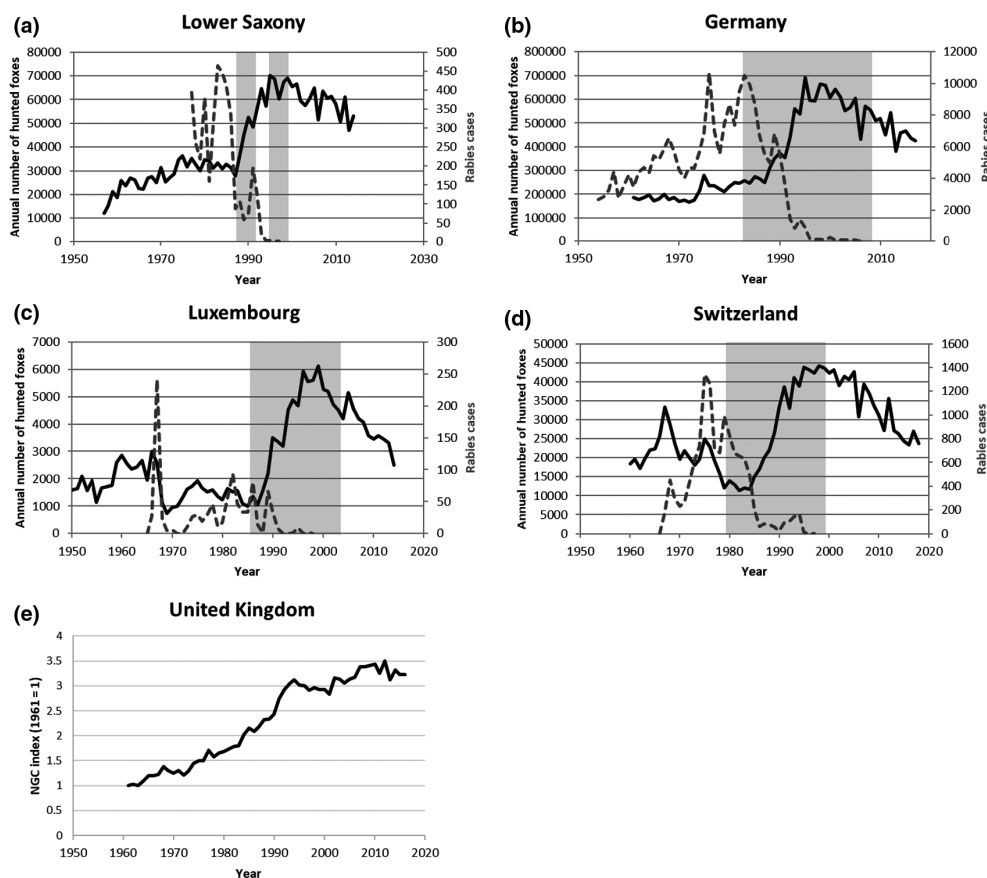 (a)
Lower Saxony
Anuual number of hunted foxes
80000
70000
60000
50000
40000
30000
20000
10000
0
500
450
400
350
300
250
200
150
100
50
0
Rabies cases
1950 1970 1990 2010 2030
Year
(b)
Germany
Annual number of hunted foxes
800000
700000
600000
500000
400000
300000
200000
100000
0
12000
10000
8000
6000
4000
2000
0
Rabies cases
1950 1970 1990 2010
Year
(c)
Luxembourg
Annual number of hunted foxes
7000
6000
5000
4000
3000
2000
1000
0
300
250
200
150
100
50
0
Rabies cases
1950 1960 1970 1980 1990 2000 2010 2020
Year
(d)
Switzerland
Annual number of hunted foxes
50000
45000
40000
35000
30000
25000
20000
15000
10000
5000
0
1600
1400
1200
1000
800
600
400
200
0
Rabies cases
1950 1960 1970 1980 1990 2000 2010 2020
Year
(e)
United Kingdom
NGC index (1961 = 1)
4
3.5
3
2.5
2
1.5
1
0.5
0
1950 1960 1970 1980 1990 2000 2010 2020
Year